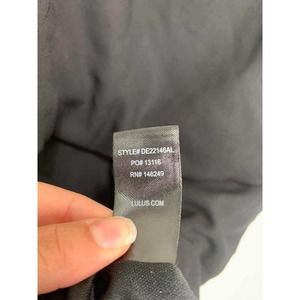 STYLE# DE22146AL
PO# 13116
RN# 146249
LULUS.COM